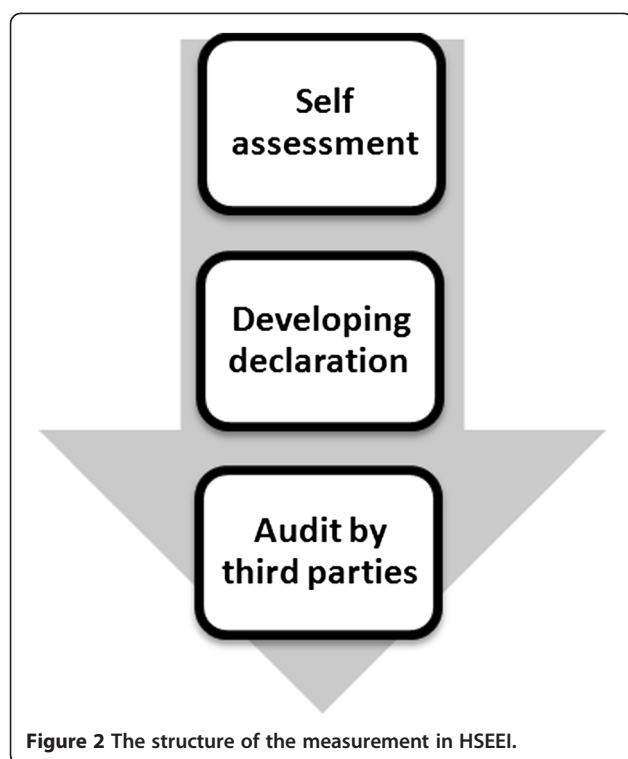 Self
assessment
Developing
declaration
Audit by
third parties
Figure 2 The structure of the measurement in HSEEI.